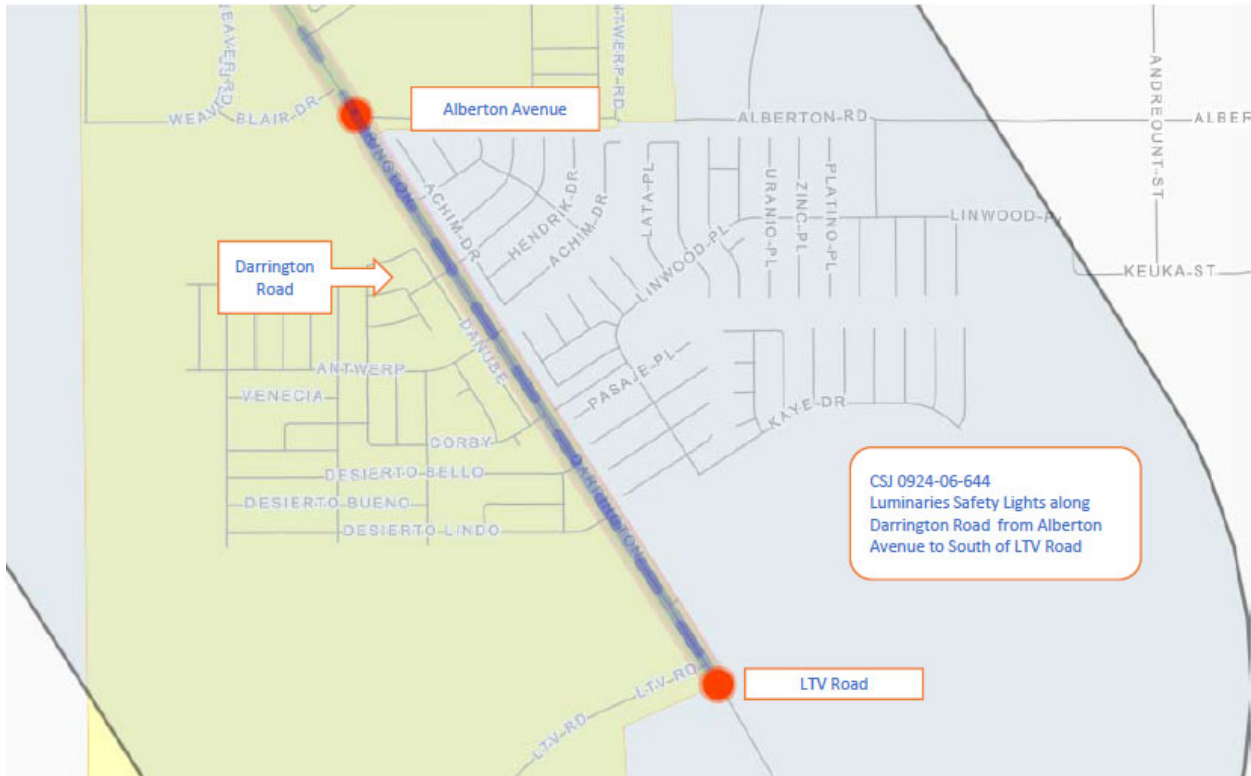 WEAVER-RD
NTWERP-RD
ANDREOUNT-ST
WEAV
BLAIR-DR
Alberton Avenue
ALBERTON-RD
ALBER
RINGTON
ACHIM-DR
HENDRIK-DR
ACHIM-DR
LATA-PL
LINWOOD-PL
URANIO-PL
ZINC-PL
PLATINO-PL
LINWOOD-P
KEUKA-ST
Darrington
Road
DANUBE
ANTWERP
VENECIA
PASAJE-PL
KAYE-DR
CORBY
DESIERTO BELLO
DESIERTO BUENO
DESIERTO LINDO
DARRINGTON
CSJ 0924-06-644
Luminaries Safety Lights along
Darrington Road from Alberton
Avenue to South of LTV Road
LTV-RD
LTV-RD
LTV Road